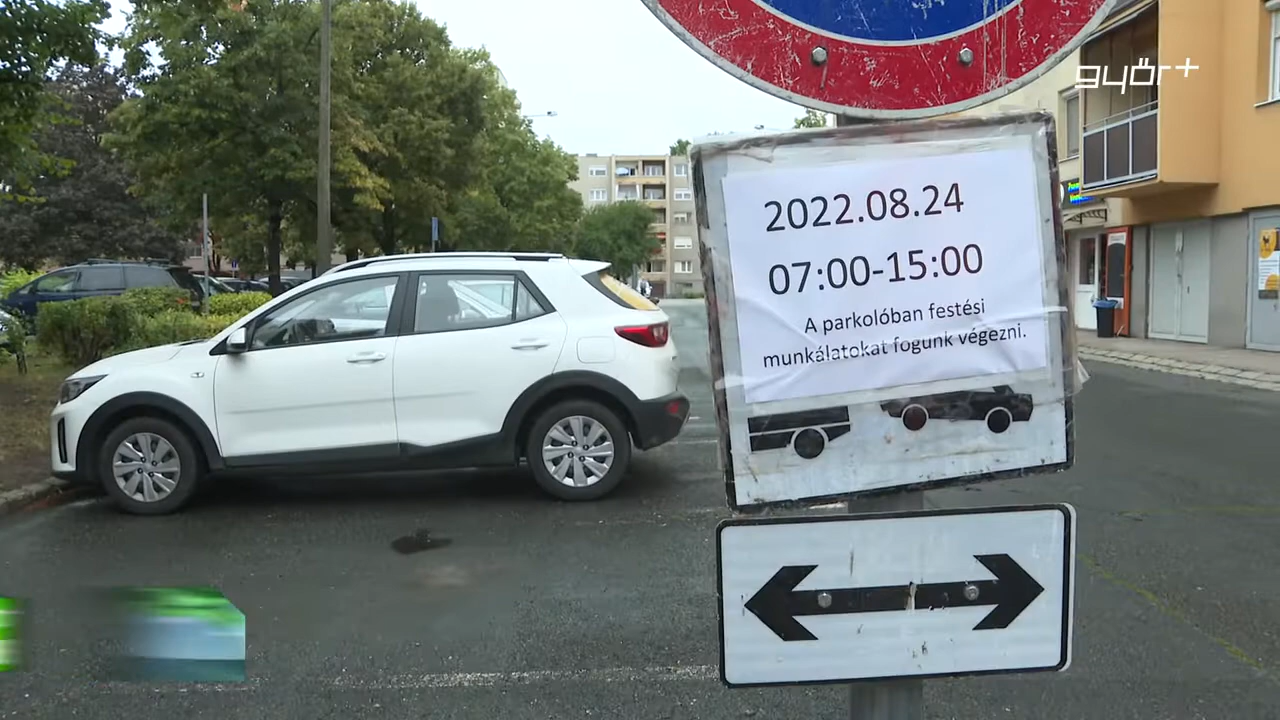 győr+
2022.08.24
07:00-15:00
A parkolóban festési
munkálatokat fogunk végezni.